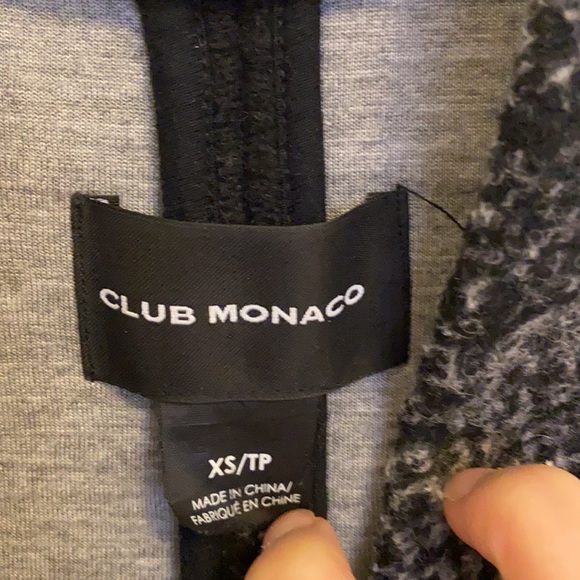 CLUB MONACO
XS/TP
MADE IN CHINA/
FABRIQUÉ EN CHINE